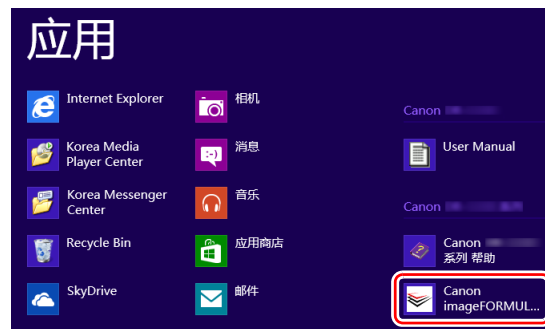 应用
Internet Explorer
Korea Media
Player Center
Korea Messenger
Center
Recycle Bin
SkyDrive
相机
消息
音乐
应用商店
邮件
Canon
User Manual
Canon
Canon
系列 帮助
Canon
imageFORMUL...